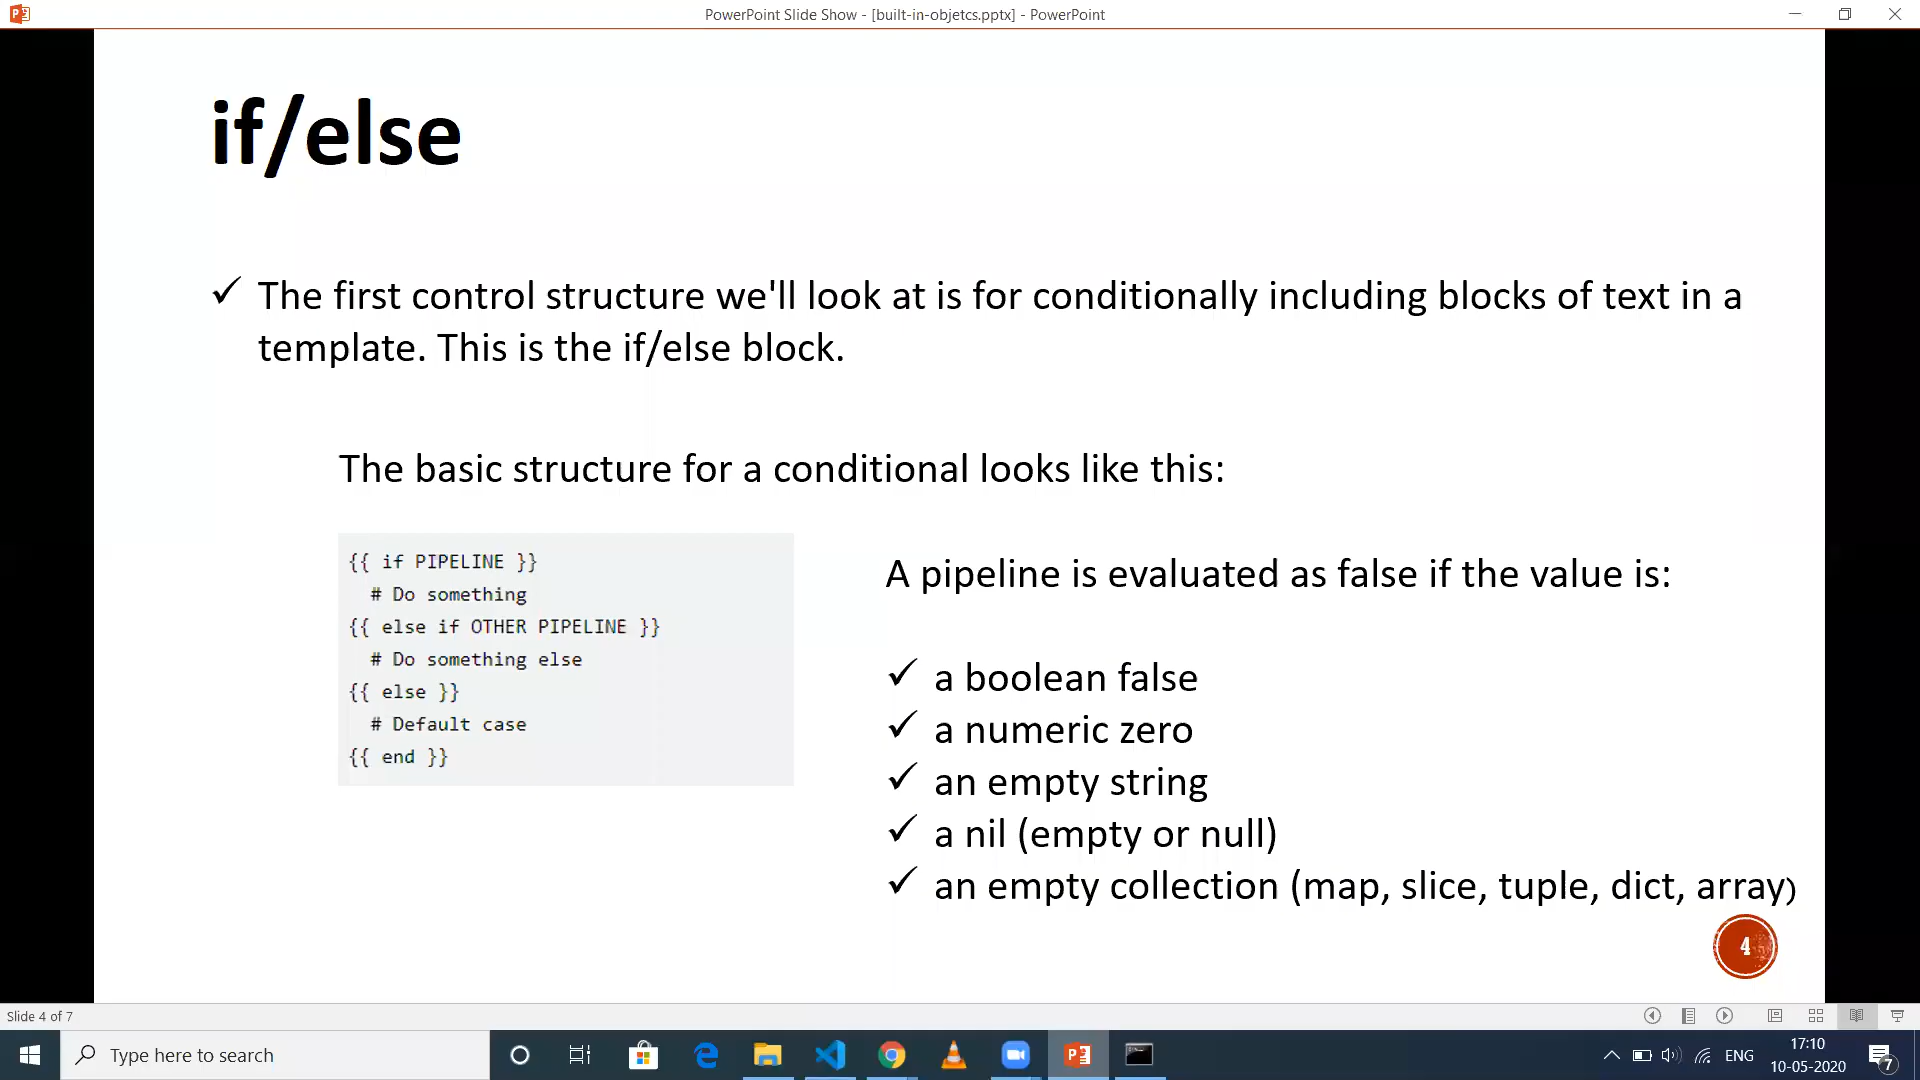 PowerPoint Slide Show - [built-in-objetcs.pptx] - PowerPoint
if/else
✓ The first control structure we'll look at is for conditionally including blocks of text in a
template. This is the if/else block.
The basic structure for a conditional looks like this:
{{ if PIPELINE }}
# Do something
{{ else if OTHER PIPELINE }}
# Do something else
{{ else }}
# Default case
{{ end }}
A pipeline is evaluated as false if the value is:
✓ a boolean false
✓ a numeric zero
✓ an empty string
✓ a nil (empty or null)
✓ an empty collection (map, slice, tuple, dict, array)
4
Slide 4 of 7
Type here to search
ENG
17:10
10-05-2020
7